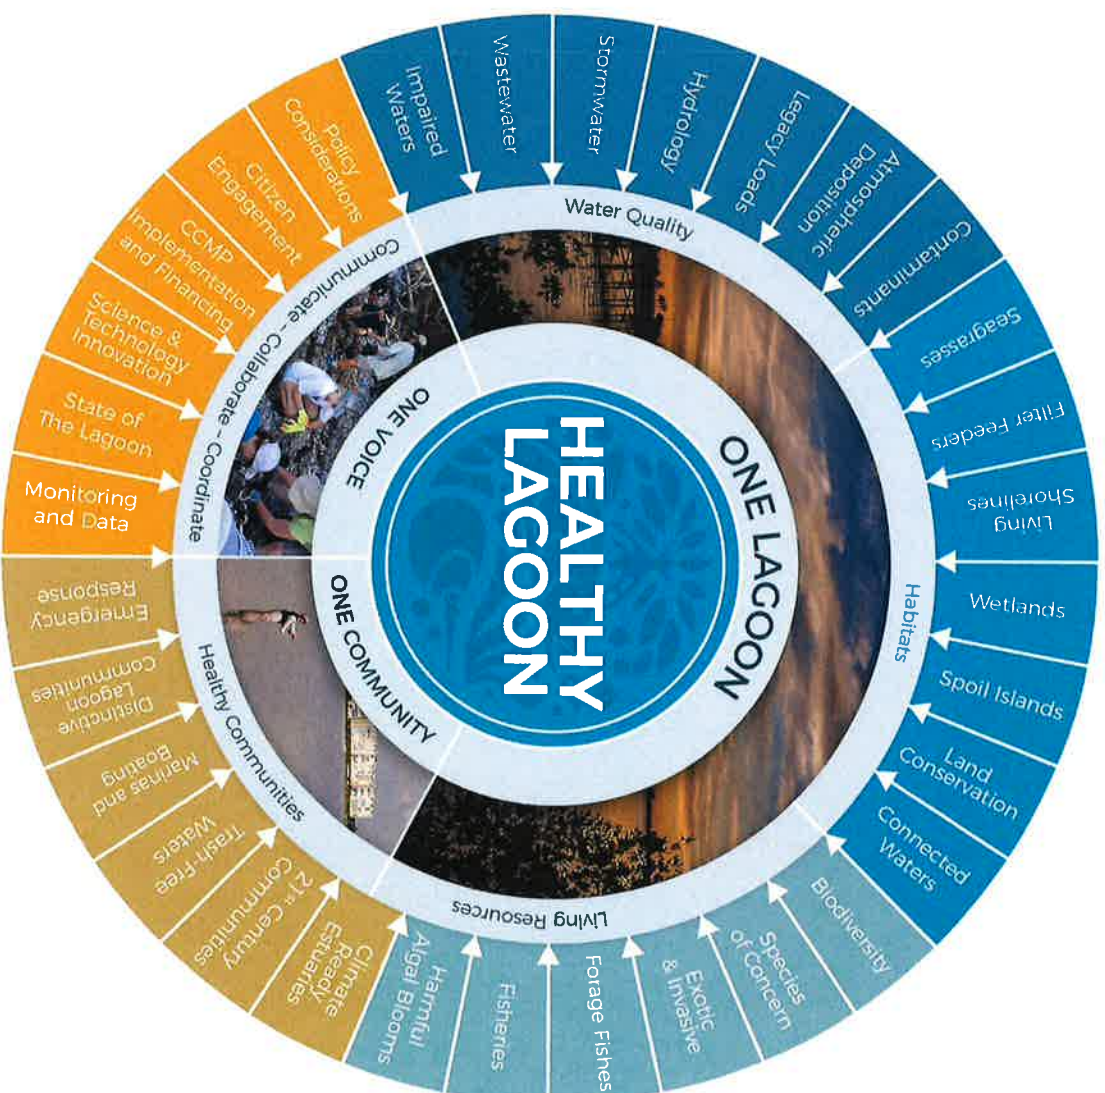 HEALTHY
LAGOON
ONE LAGOON
ONE COMMUNITY
ONE VOICE
Water Quality
Impaired
Waters
Wastewater
Stormwater
Hydrology
Legacy Loads
Atmospheric
Deposition
Contaminants
Habitats
Seagrasses
Filter Feeders
Living
Shorelines
Wetlands
Spoil Islands
Land
Conservation
Connected
Waters
Living Resources
Biodiversity
Species
of Concern
Exotic
& Invasive
Forage Fishes
Fisheries
Harmful
Algal Blooms
Healthy Communities
Climate
Ready
Estuaries
21st Century
Communities
Trash-Free
Waters
Marinas and
Boating
Distinctive
Lagoon
Communities
Emergency
Response
Communicate - Collaborate - Coordinate
Monitoring
and Data
State of
The Lagoon
Science &
Technology
Innovation
CCMP
Implementation
and Financing
Citizen
Engagement
Policy
Considerations